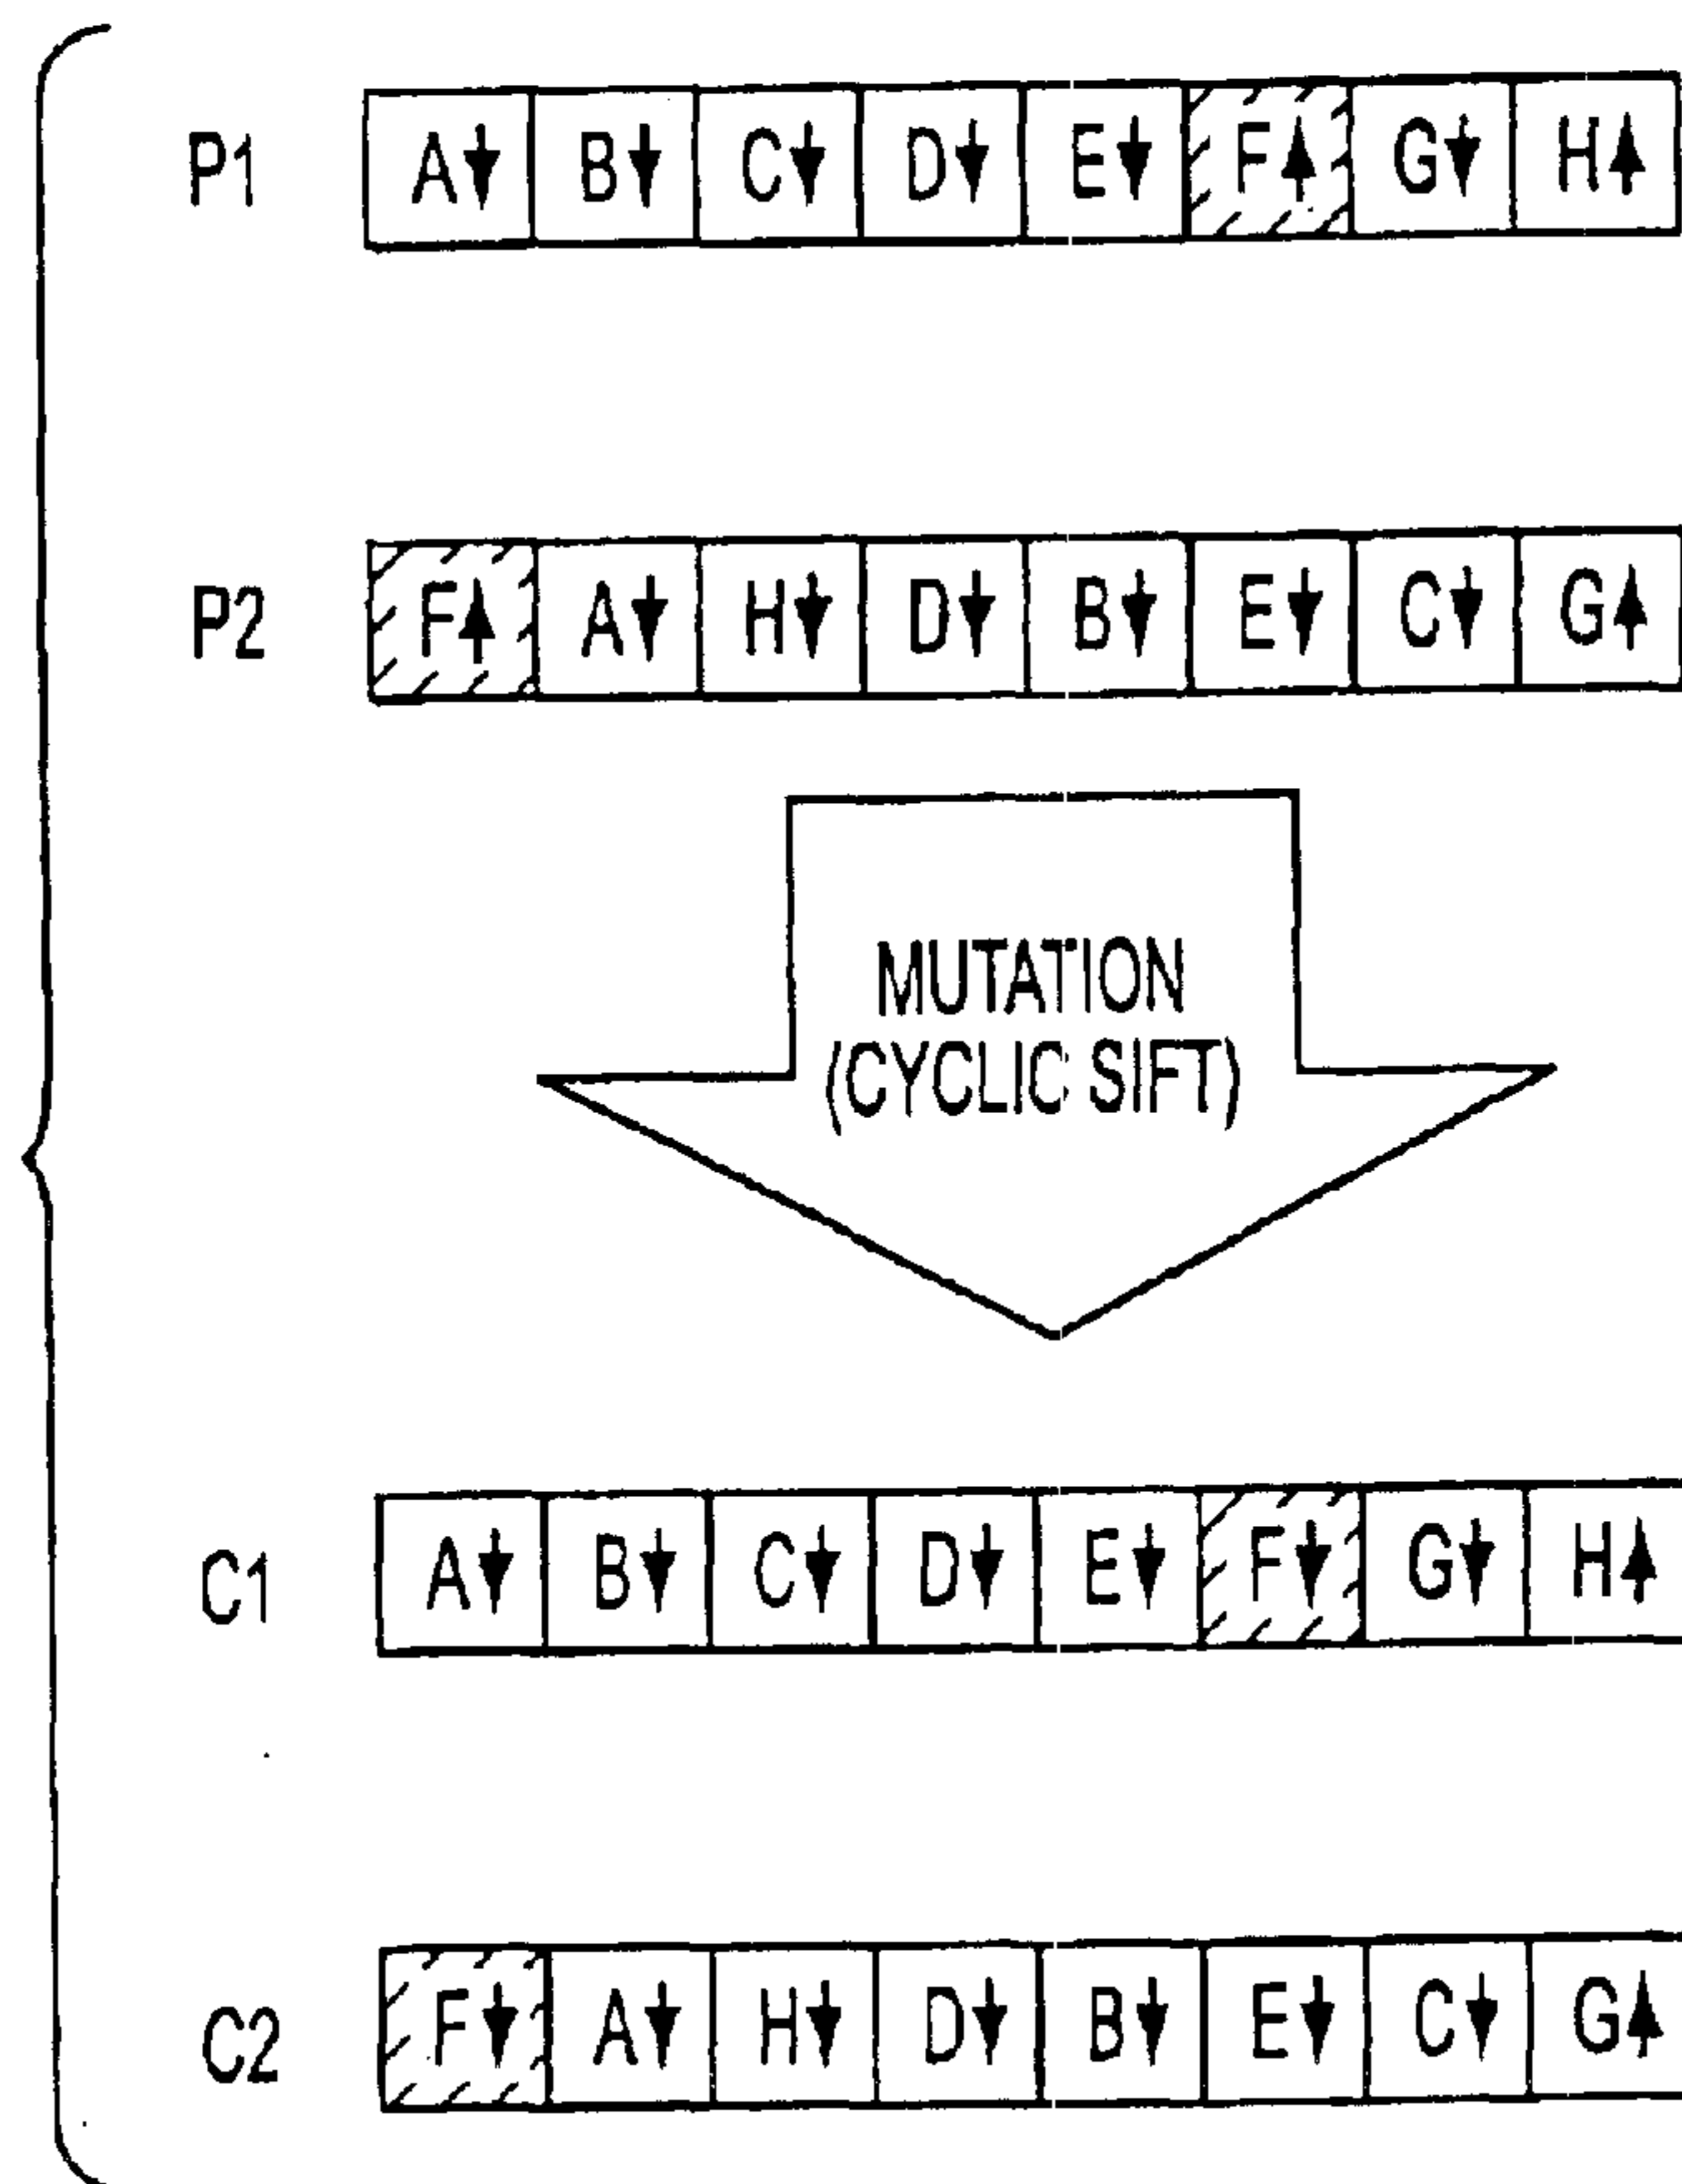 P1 A↓ B↓ C↓ D↓ E↓ F↑ G↓ H↑
P2 F↑ A↓ H↓ D↓ B↓ E↓ C↓ G↑
MUTATION
(CYCLIC SIFT)
C1 A↓ B↓ C↓ D↓ E↓ F↓ G↓ H↑
C2 F↓ A↓ H↓ D↓ B↓ E↓ C↓ G↑